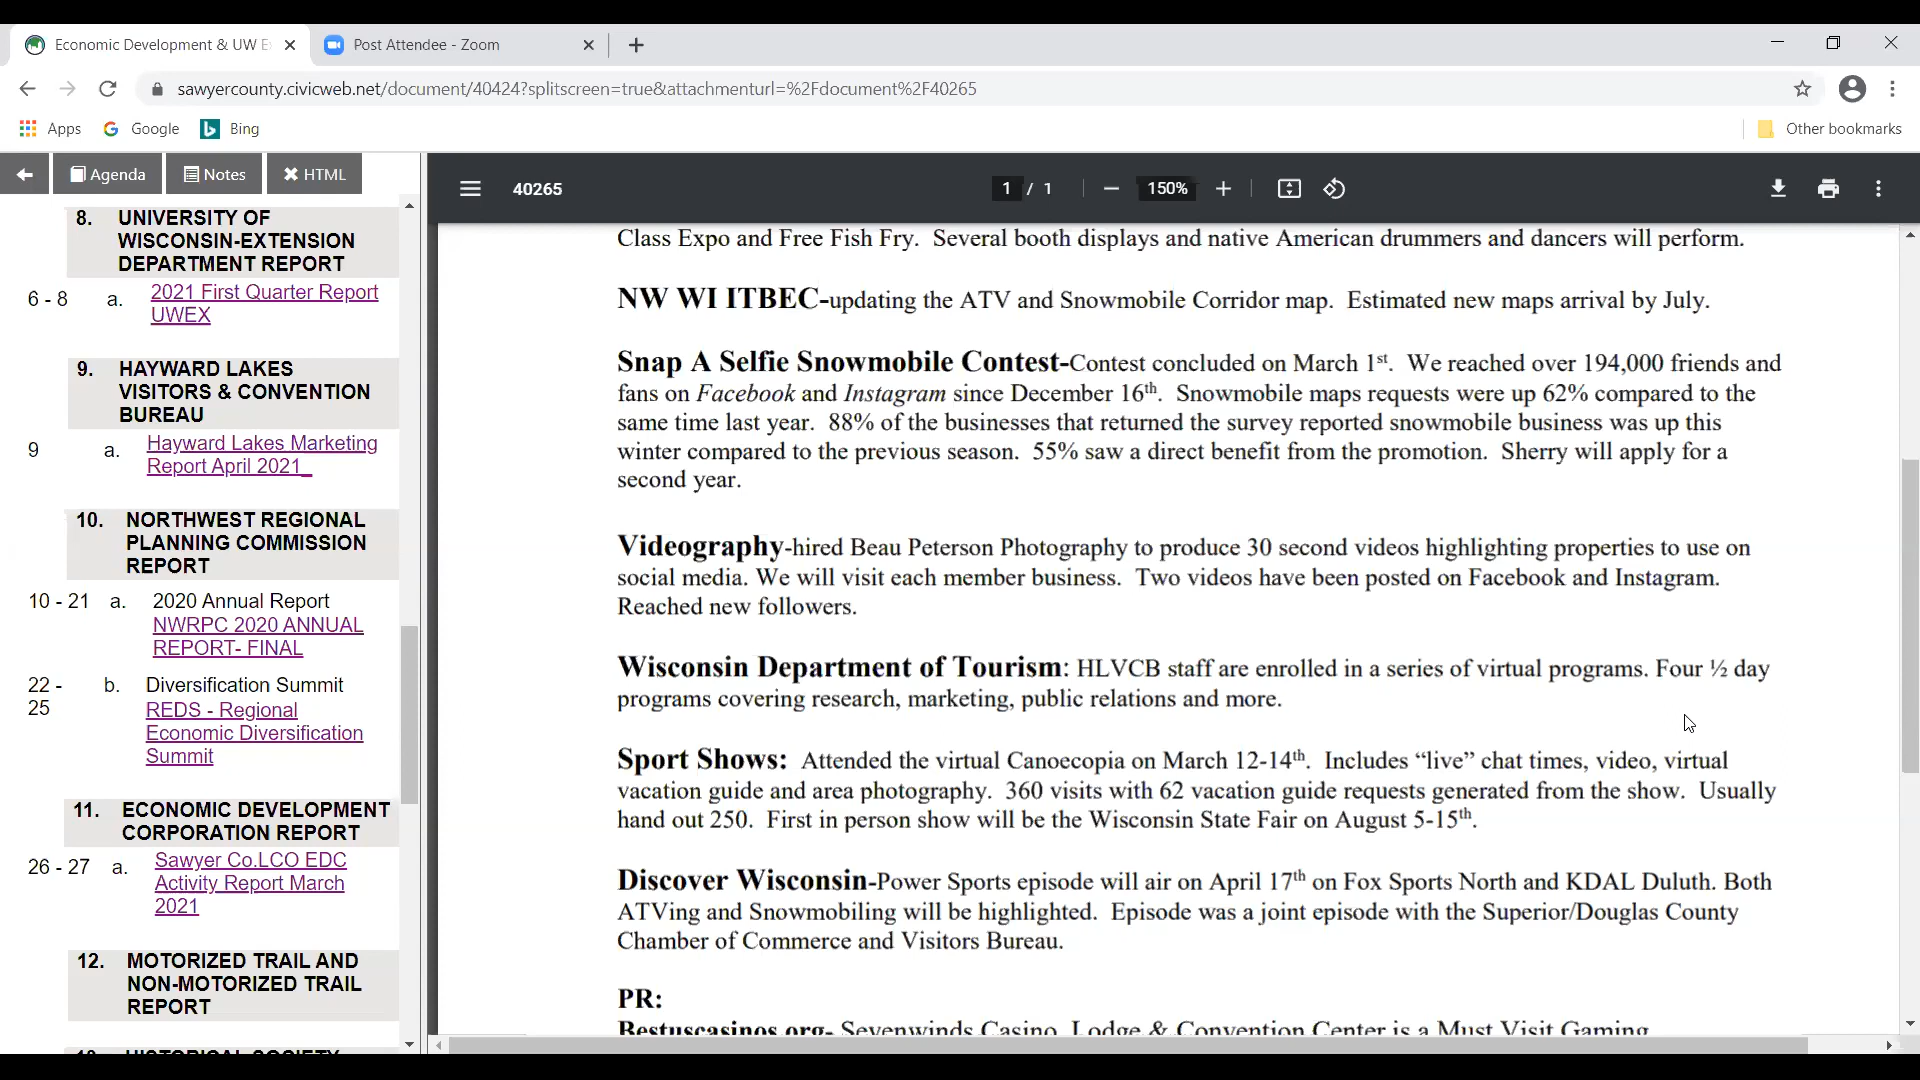 Economic Development & UW E
Post Attendee - Zoom
sawyercounty.civicweb.net/document/40424?splitscreen=true&attachmenturl=%2Fdocument%2F40265
Apps
Google
Bing
Other bookmarks
Agenda
Notes
HTML
8. UNIVERSITY OF
WISCONSIN-EXTENSION
DEPARTMENT REPORT
6 - 8 a. 2021 First Quarter Report
UWEX
9. HAYWARD LAKES
VISITORS & CONVENTION
BUREAU
9 a. Hayward Lakes Marketing
Report April 2021_
10. NORTHWEST REGIONAL
PLANNING COMMISSION
REPORT
10 - 21 a. 2020 Annual Report
NWRPC 2020 ANNUAL
REPORT- FINAL
22 - b. Diversification Summit
25 REDS - Regional
Economic Diversification
Summit
11. ECONOMIC DEVELOPMENT
CORPORATION REPORT
26 - 27 a. Sawyer Co.LCO EDC
Activity Report March
2021
12. MOTORIZED TRAIL AND
NON-MOTORIZED TRAIL
REPORT
HISTORICAL SOCIETY
40265
1 / 1
150%
Class Expo and Free Fish Fry. Several booth displays and native American drummers and dancers will perform.
NW WI ITBEC-updating the ATV and Snowmobile Corridor map. Estimated new maps arrival by July.
Snap A Selfie Snowmobile Contest-Contest concluded on March 1st. We reached over 194,000 friends and
fans on Facebook and Instagram since December 16th. Snowmobile maps requests were up 62% compared to the
same time last year. 88% of the businesses that returned the survey reported snowmobile business was up this
winter compared to the previous season. 55% saw a direct benefit from the promotion. Sherry will apply for a
second year.
Videography-hired Beau Peterson Photography to produce 30 second videos highlighting properties to use on
social media. We will visit each member business. Two videos have been posted on Facebook and Instagram.
Reached new followers.
Wisconsin Department of Tourism: HLVCB staff are enrolled in a series of virtual programs. Four ½ day
programs covering research, marketing, public relations and more.
Sport Shows: Attended the virtual Canoecopia on March 12-14th. Includes “live” chat times, video, virtual
vacation guide and area photography. 360 visits with 62 vacation guide requests generated from the show. Usually
hand out 250. First in person show will be the Wisconsin State Fair on August 5-15th.
Discover Wisconsin-Power Sports episode will air on April 17th on Fox Sports North and KDAL Duluth. Both
ATVing and Snowmobiling will be highlighted. Episode was a joint episode with the Superior/Douglas County
Chamber of Commerce and Visitors Bureau.
PR:
Bestuscasinos.org- Sevenwinds Casino, Lodge & Convention Center is a Must Visit Gaming